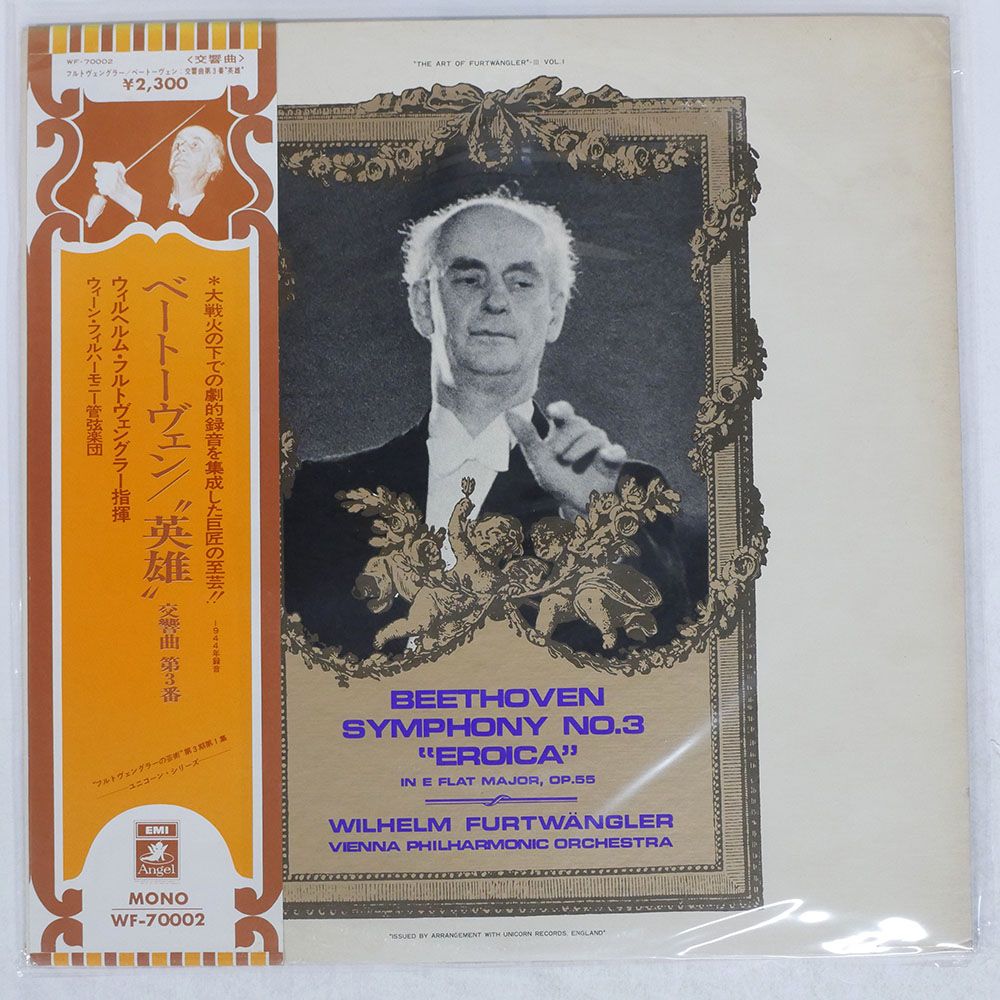 WF-70002 〈交響曲〉
フルトヴェングラー/ベートーヴェン:交響曲第3番"英雄"
¥2,300
*大戦火の下での劇的録音を集成した巨匠の至芸!!
―944年録音
ベートーヴェン/"英雄"交響曲 第3番
ウィルヘルム・フルトヴェングラー指揮
ウィーン・フィルハーモニー管弦楽団
"フルトヴェングラーの芸術"第3期第1集
―ユニコーン・シリーズ―
EMI
Angel
MONO
WF-70002
"THE ART OF FURTWÄNGLER"-III VOL.1
BEETHOVEN
SYMPHONY NO.3
"EROICA"
IN E FLAT MAJOR, OP.55
WILHELM FURTWÄNGLER
VIENNA PHILHARMONIC ORCHESTRA
"ISSUED BY ARRANGEMENT WITH UNICORN RECORDS, ENGLAND"